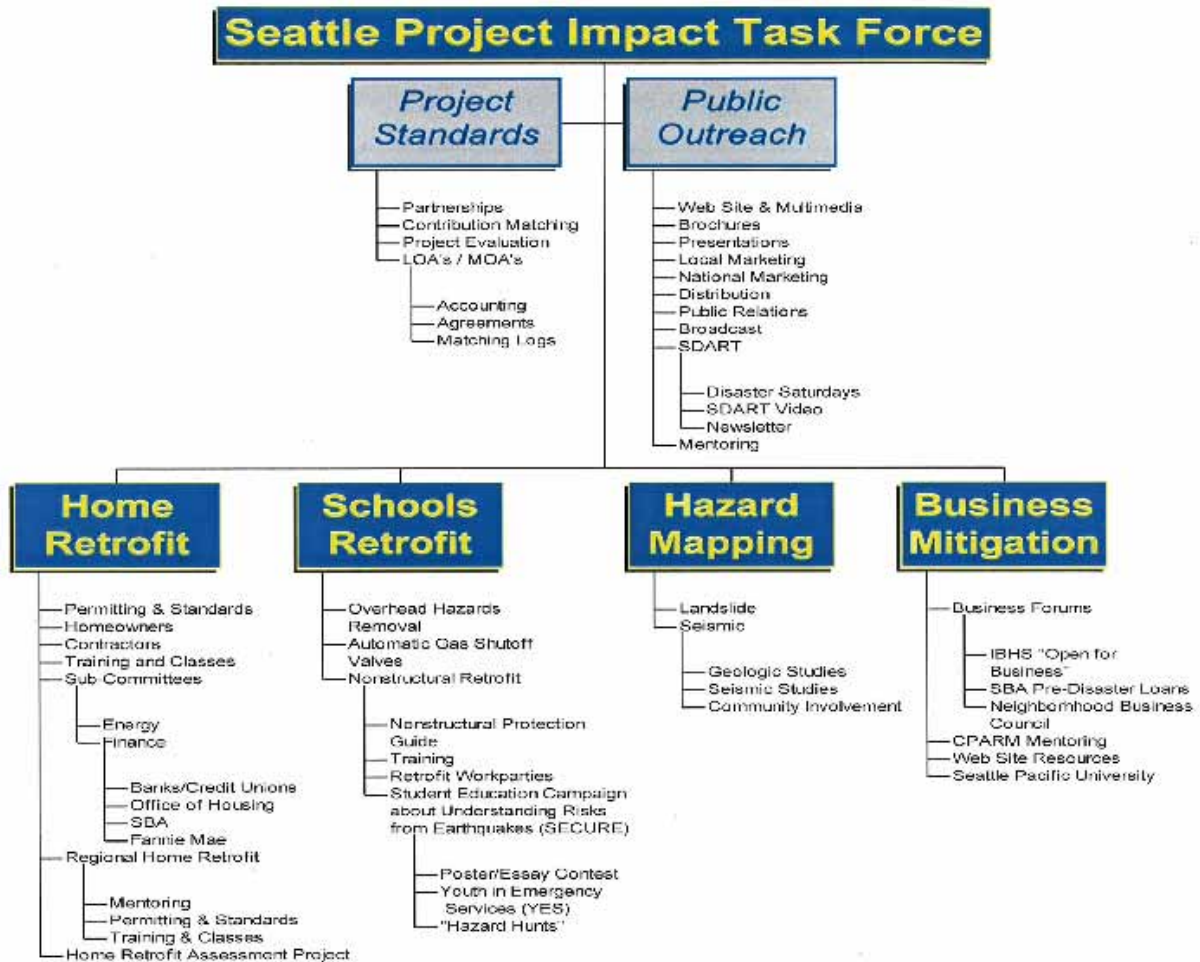 Seattle Project Impact Task Force
Project
Standards
Partnerships
Contribution Matching
Project Evaluation
LOA's / MOA's
Accounting
Agreements
Matching Logs
Public
Outreach
Web Site & Multimedia
Brochures
Presentations
Local Marketing
National Marketing
Distribution
Public Relations
Broadcast
SDART
Disaster Saturdays
SDART Video
Newsletter
Mentoring
Home
Retrofit
Permitting & Standards
Homeowners
Contractors
Training and Classes
Sub Committees
Energy
Finance
Banks/Credit Unions
Office of Housing
SBA
Fannie Mae
Regional Home Retrofit
Mentoring
Permitting & Standards
Training & Classes
Home Retrofit Assessment Project
Schools
Retrofit
Overhead Hazards
Removal
Automatic Gas Shutoff
Valves
Nonstructural Retrofit
Nonstructural Protection
Guide
Training
Retrofit Workparties
Student Education Campaign
about Understanding Risks
from Earthquakes (SECURE)
Poster/Essay Contest
Youth in Emergency
Services (YES)
"Hazard Hunts"
Hazard
Mapping
Landslide
Seismic
Geologic Studies
Seismic Studies
Community Involvement
Business
Mitigation
Business Forums
IBHS "Open for
Business"
SBA Pre-Disaster Loans
Neighborhood Business
Council
CPARM Mentoring
Web Site Resources
Seattle Pacific University